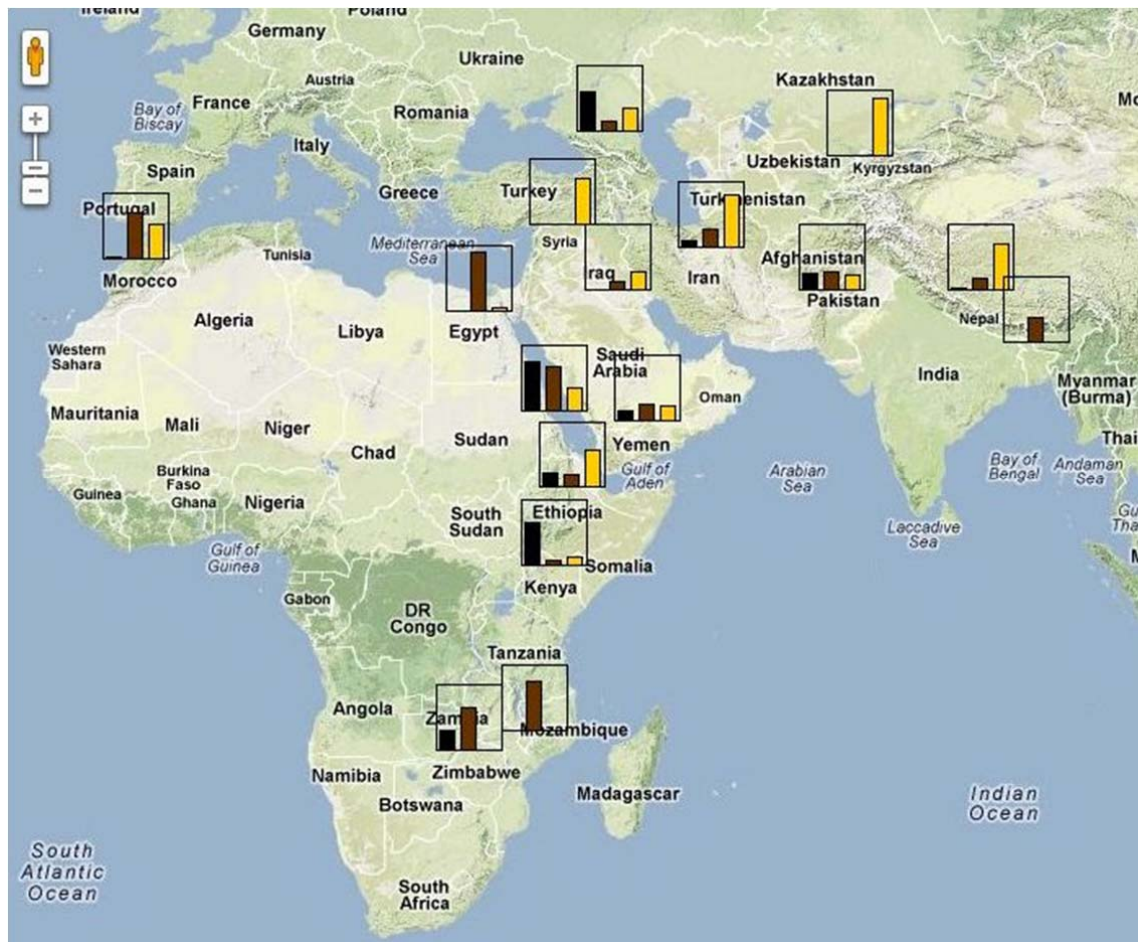 Ireland
Poland
Germany
Ukraine
Austria
Kazakhstan
France
Bay of
Biscay
Romania
Italy
Uzbekistan
Kyrgyzstan
Spain
Greece
Turkey
Turkmenistan
Portugal
Mediterranean
Sea
Syria
Tunisia
Afghanistan
Iraq
Iran
Morocco
Pakistan
Algeria
Libya
Egypt
Nepal
Western
Sahara
Saudi
Arabia
India
Oman
Myanmar
(Burma)
Mauritania
Mali
Niger
Chad
Sudan
Yemen
Gulf of
Aden
Arabian
Sea
Bay of
Bengal
Andaman
Sea
Burkina
Faso
Guinea
Ghana
Nigeria
South
Sudan
Ethiopia
Laccadive
Sea
Gulf of
Guinea
Somalia
Kenya
Gabon
DR
Congo
Tanzania
Angola
Zambia
Mozambique
Namibia
Zimbabwe
Botswana
Madagascar
Indian
Ocean
South
Atlantic
Ocean
South
Africa